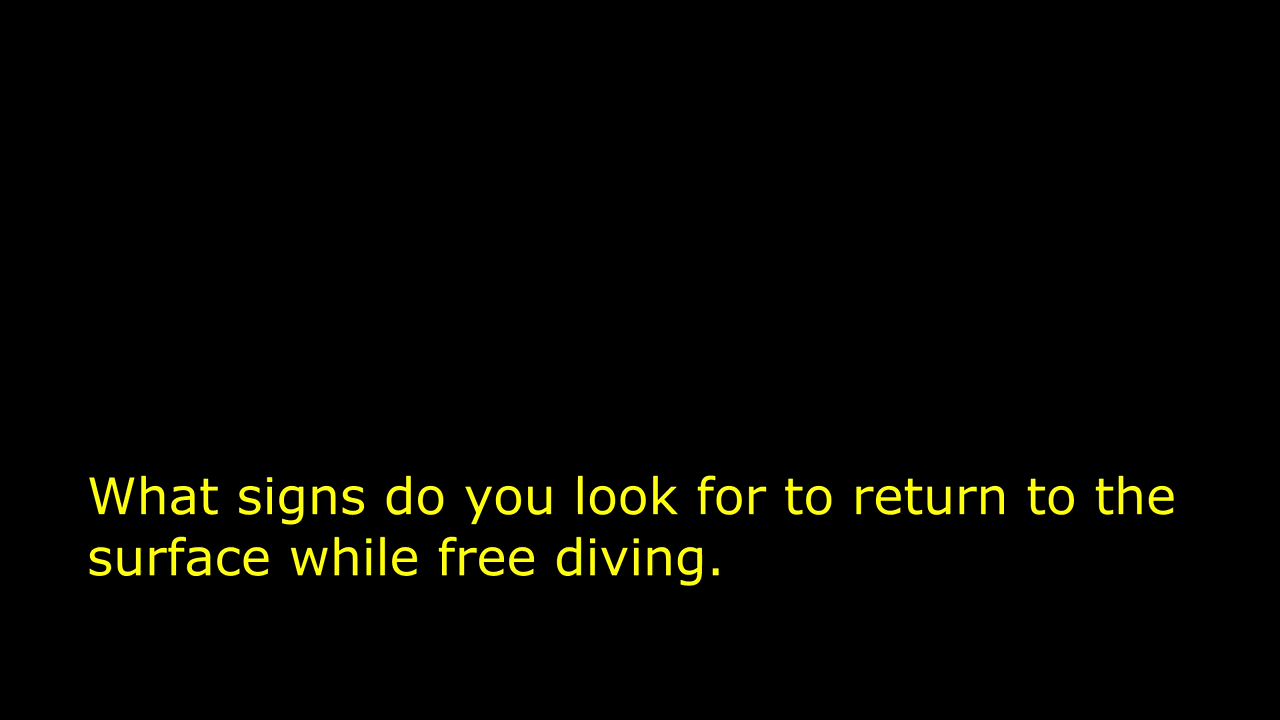 What signs do you look for to return to the
surface while free diving.